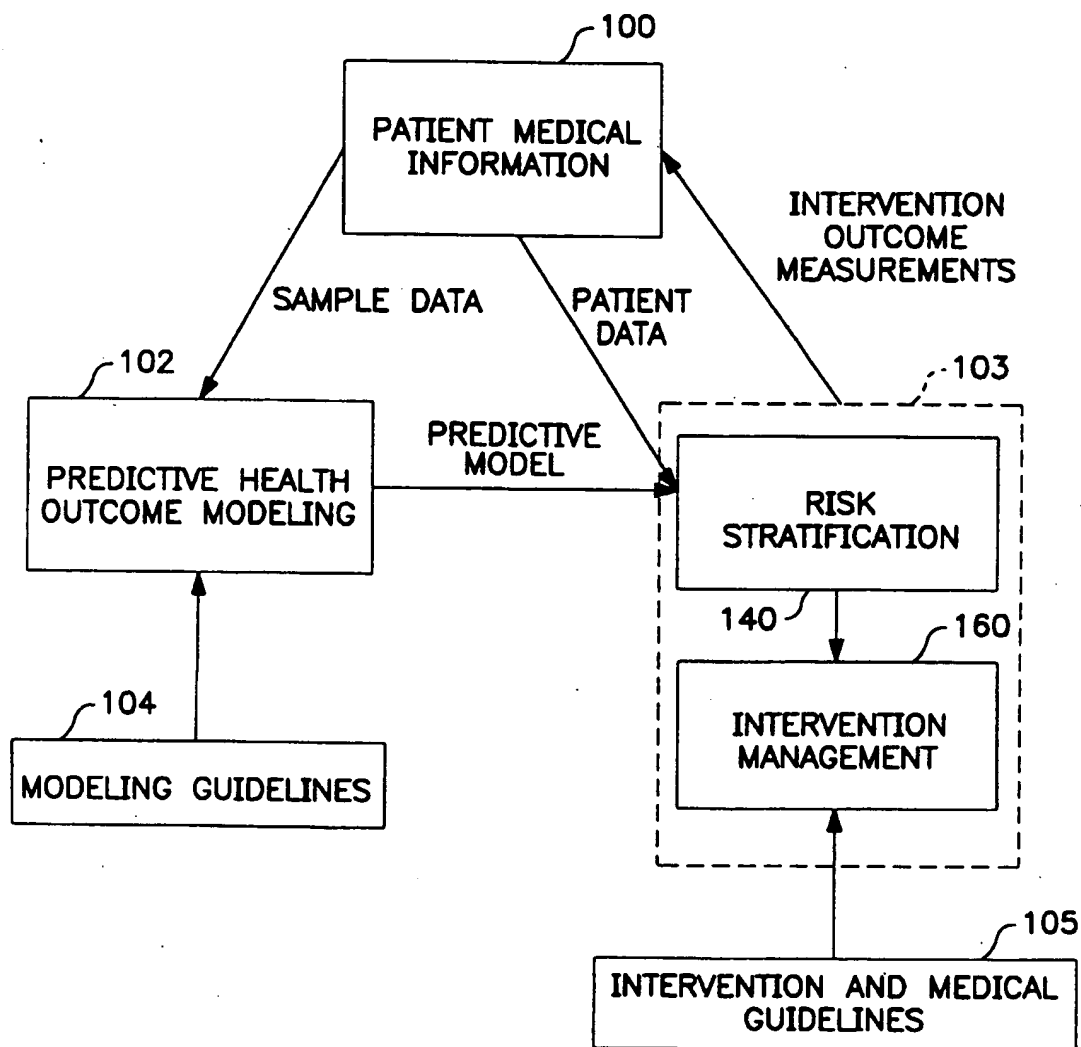 100
PATIENT MEDICAL
INFORMATION
INTERVENTION
OUTCOME
MEASUREMENTS
SAMPLE DATA
PATIENT
DATA
102
103
PREDICTIVE HEALTH
OUTCOME MODELING
PREDICTIVE
MODEL
RISK
STRATIFICATION
140
160
INTERVENTION
MANAGEMENT
104
MODELING GUIDELINES
105
INTERVENTION AND MEDICAL
GUIDELINES